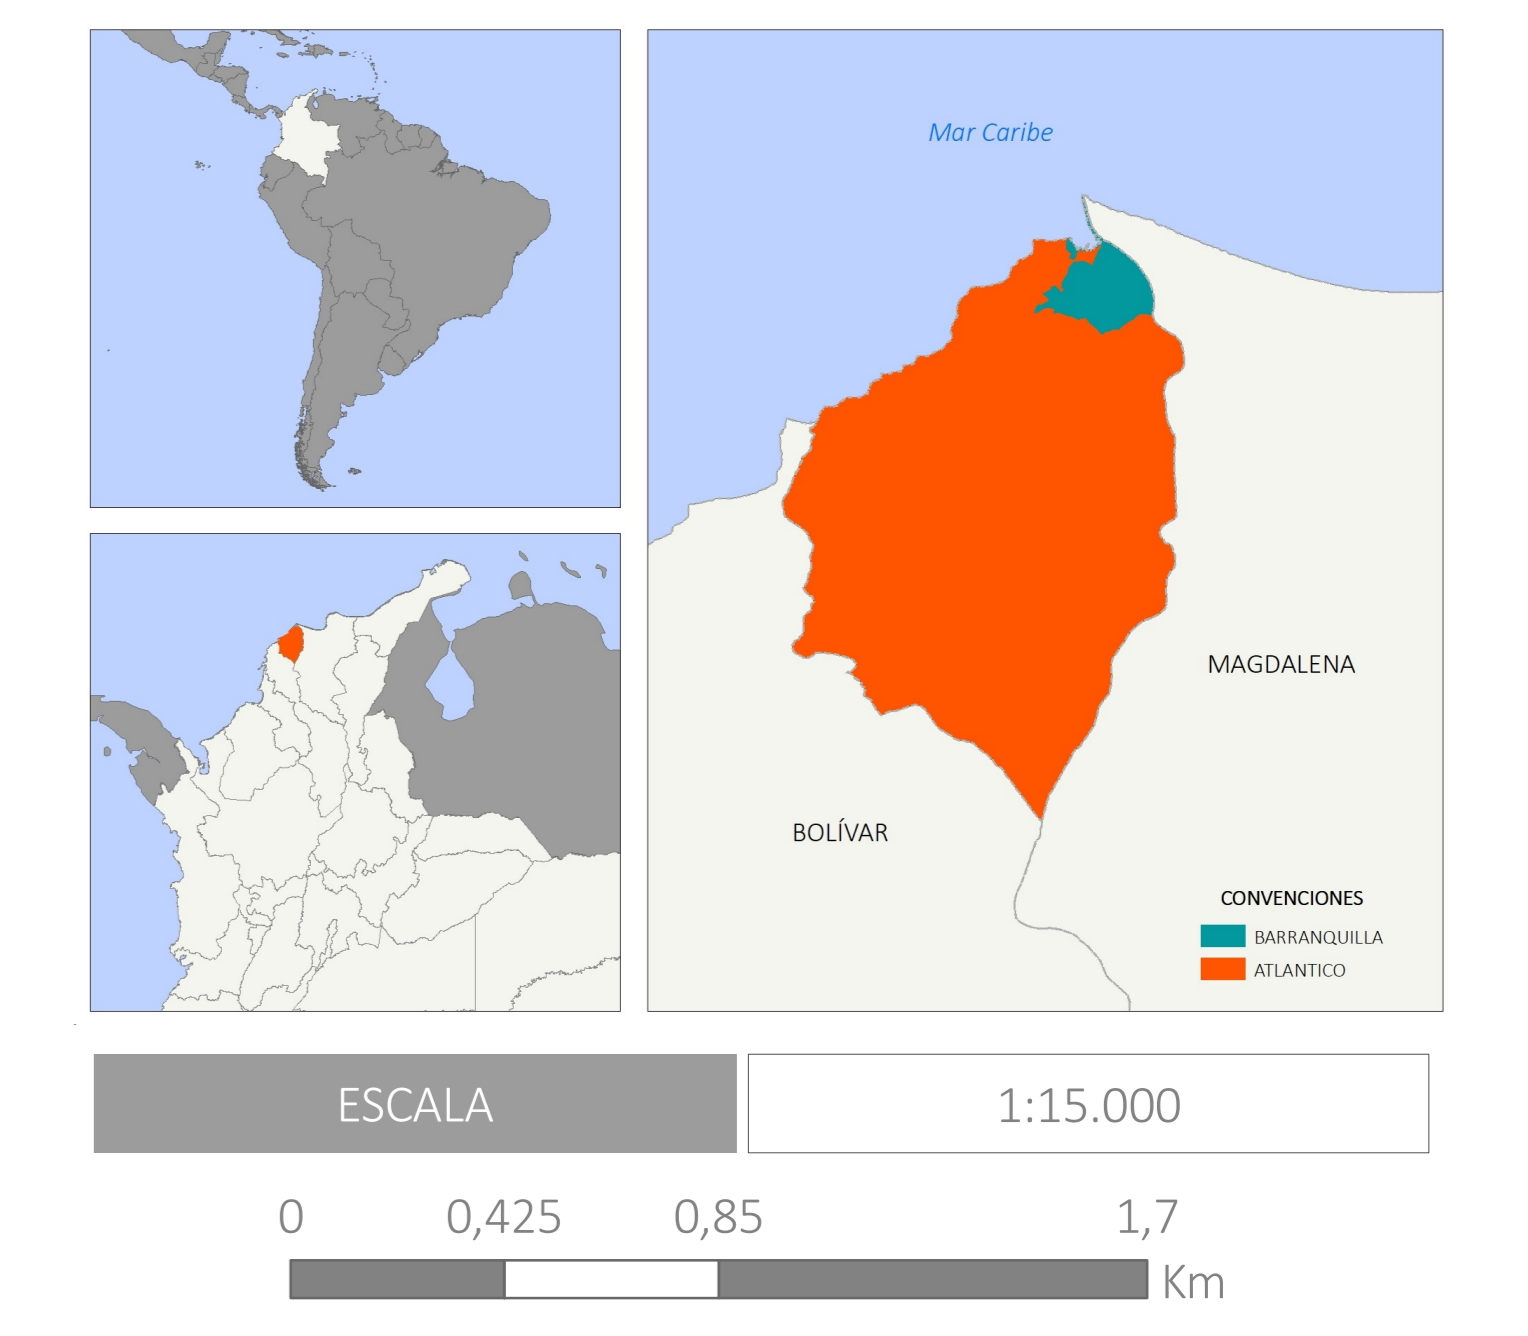 Mar Caribe
MAGDALENA
BOLÍVAR
CONVENCIONES
BARRANQUILLA
ATLANTICO
ESCALA
1:15.000
0 0,425 0,85 1,7
Km